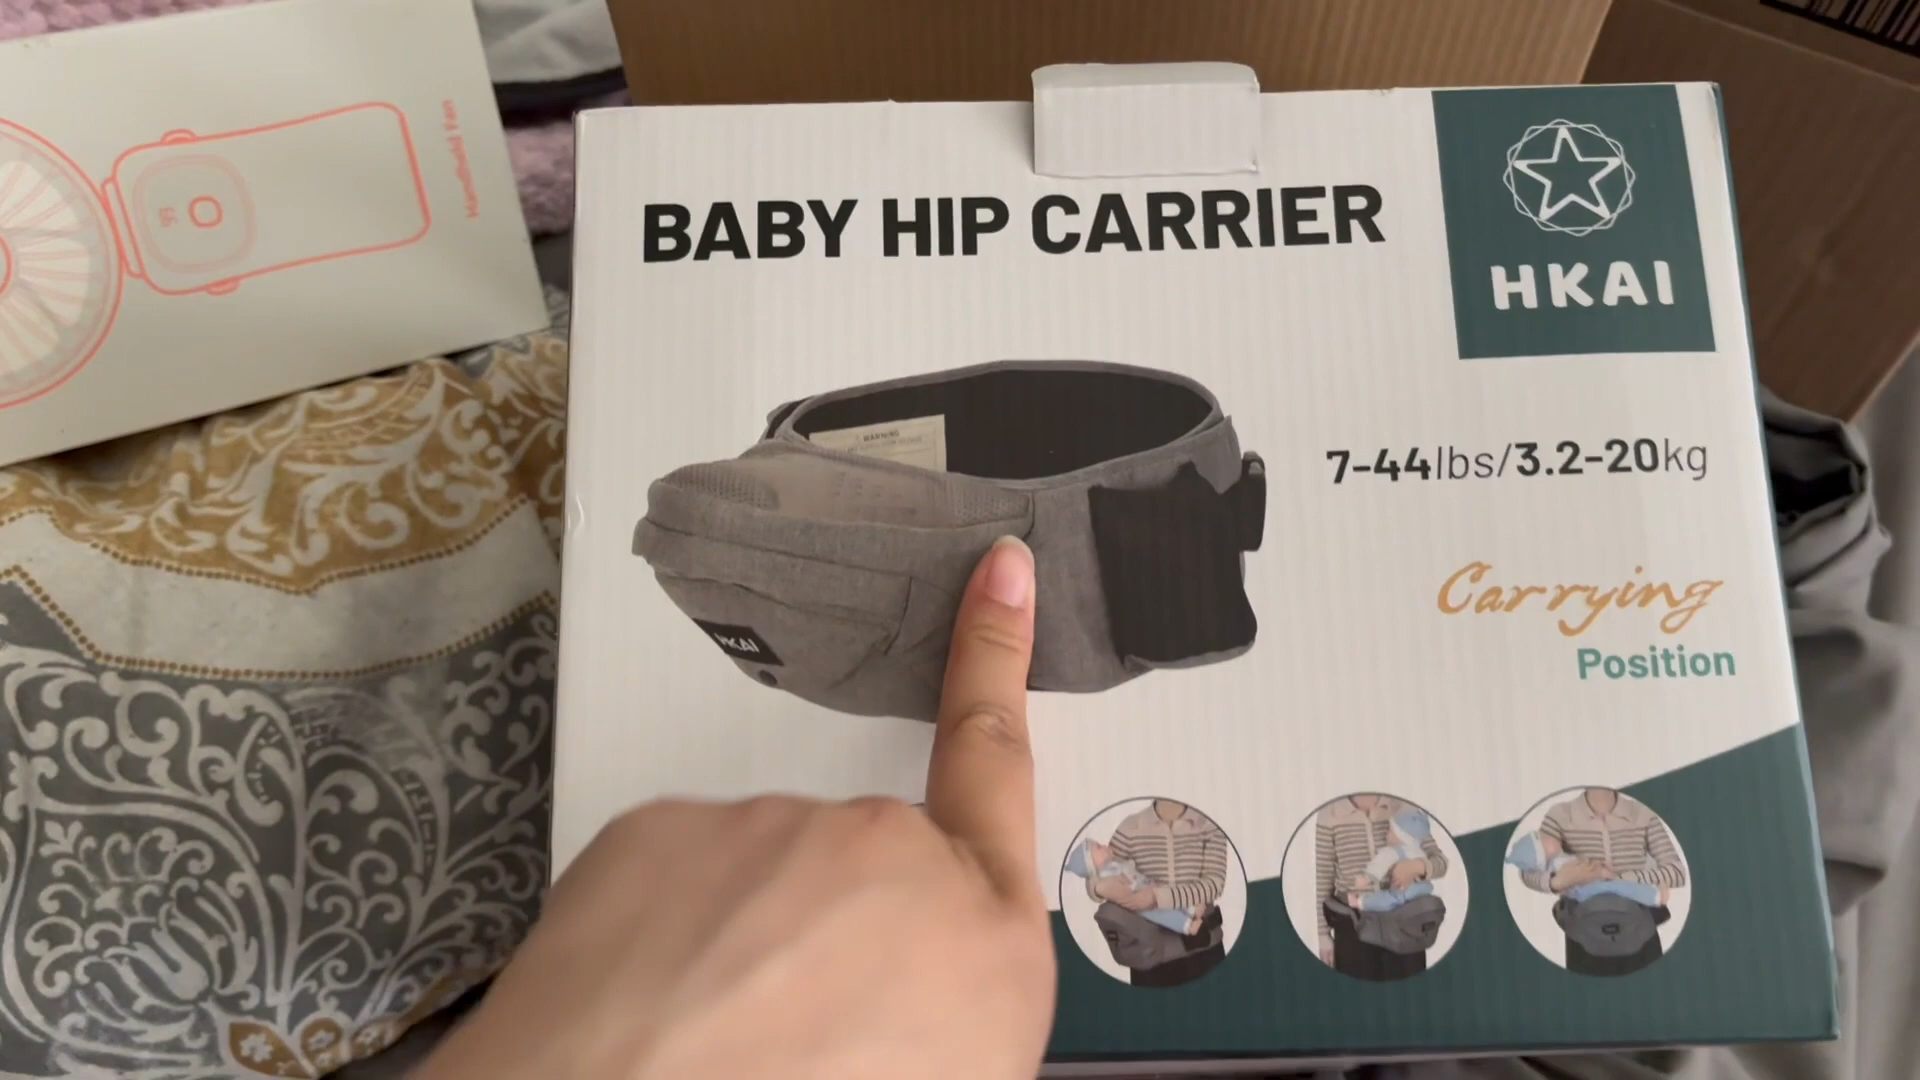 Handheld Fan
BABY HIP CARRIER
HKAI
WARNING
7-44lbs/3.2-20kg
HKAI
Carrying
Position